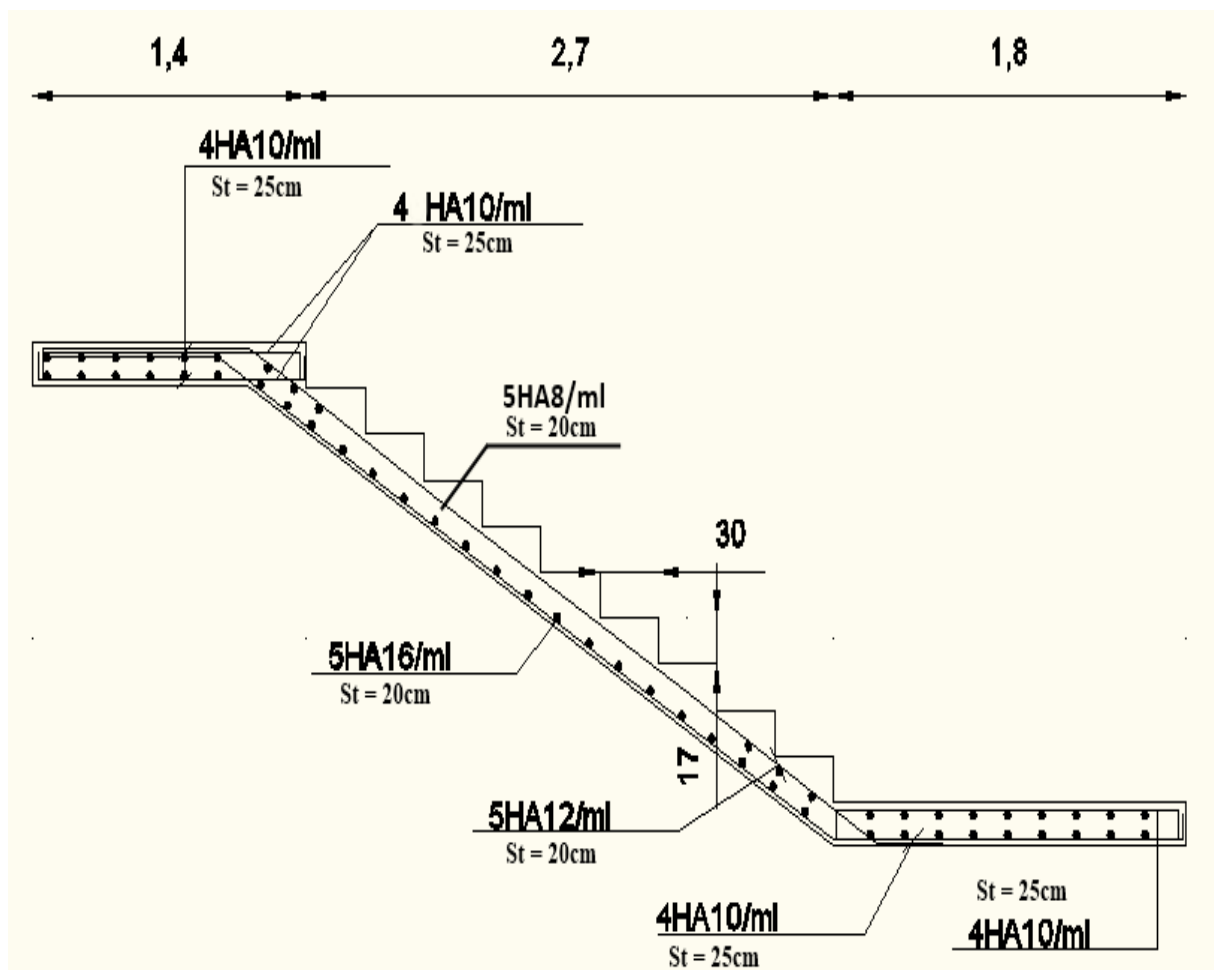 1,4
2,7
1,8
4HA10/ml
St = 25cm
4 HA10/ml
St = 25cm
5HA8/ml
St = 20cm
30
5HA16/ml
St = 20cm
17
5HA12/ml
St = 20cm
4HA10/ml
St = 25cm
St = 25cm
4HA10/ml